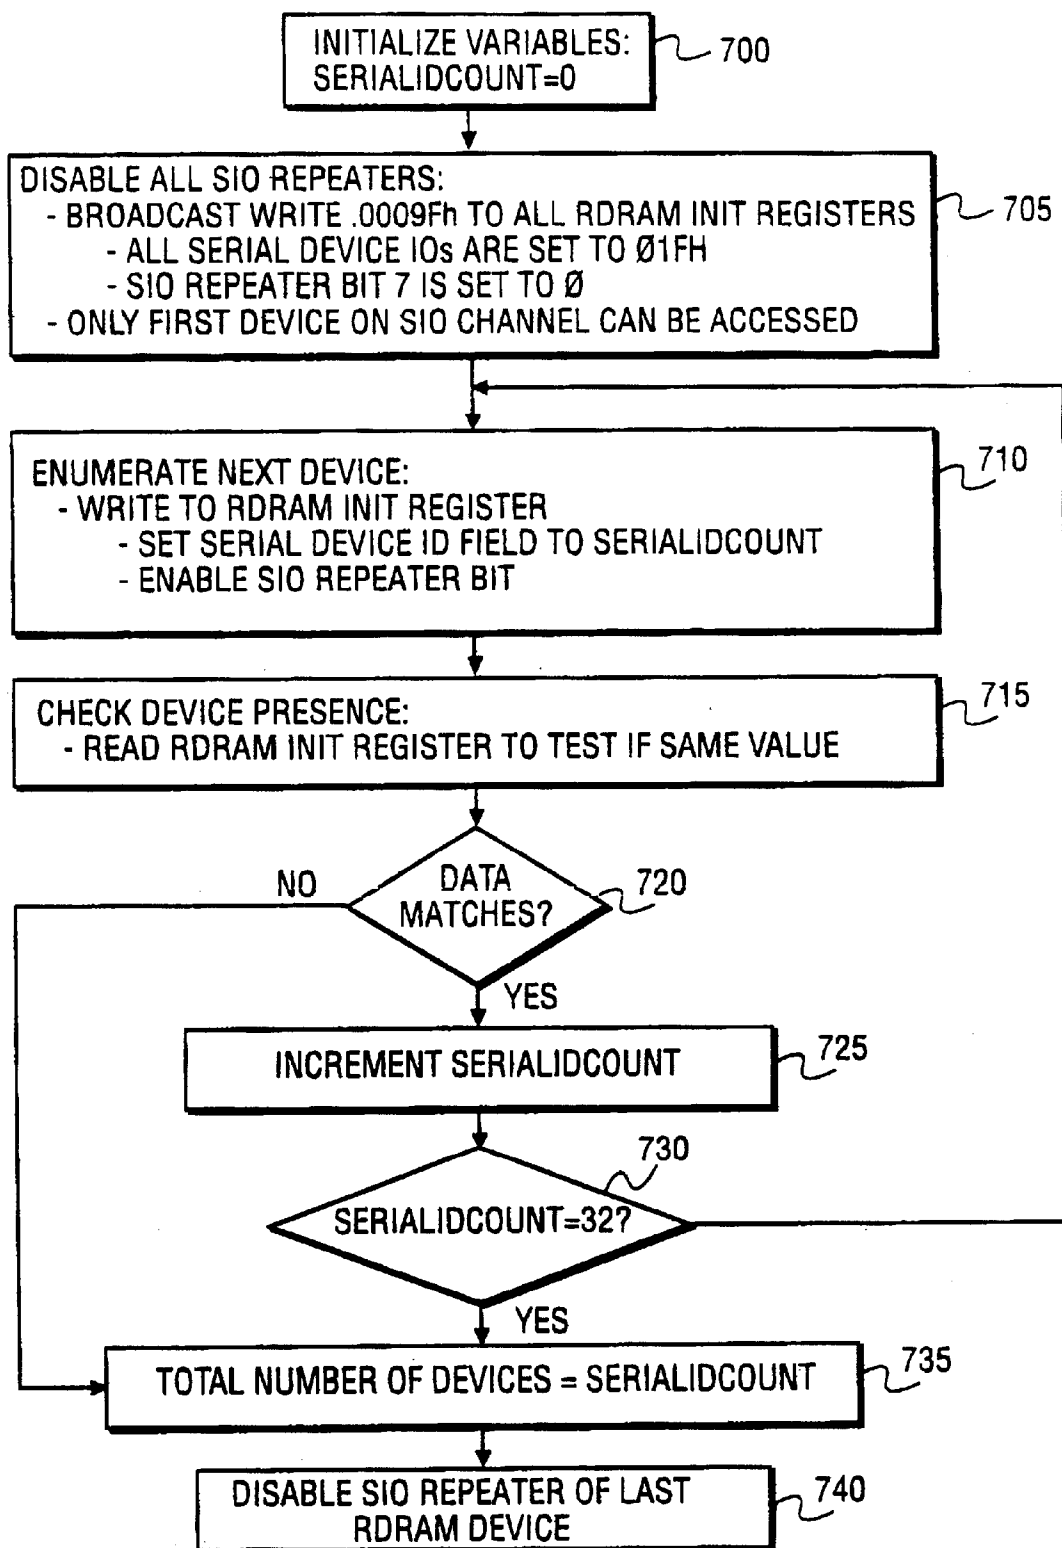 INITIALIZE VARIABLES:
SERIALIDCOUNT=0
700
DISABLE ALL SIO REPEATERS:
- BROADCAST WRITE .0009Fh TO ALL RDRAM INIT REGISTERS
- ALL SERIAL DEVICE IOs ARE SET TO Ø1FH
- SIO REPEATER BIT 7 IS SET TO Ø
- ONLY FIRST DEVICE ON SIO CHANNEL CAN BE ACCESSED
705
ENUMERATE NEXT DEVICE:
- WRITE TO RDRAM INIT REGISTER
- SET SERIAL DEVICE ID FIELD TO SERIALIDCOUNT
- ENABLE SIO REPEATER BIT
710
CHECK DEVICE PRESENCE:
- READ RDRAM INIT REGISTER TO TEST IF SAME VALUE
715
NO
DATA
MATCHES?
720
YES
INCREMENT SERIALIDCOUNT
725
730
SERIALIDCOUNT=32?
YES
TOTAL NUMBER OF DEVICES = SERIALIDCOUNT
735
DISABLE SIO REPEATER OF LAST
RDRAM DEVICE
740